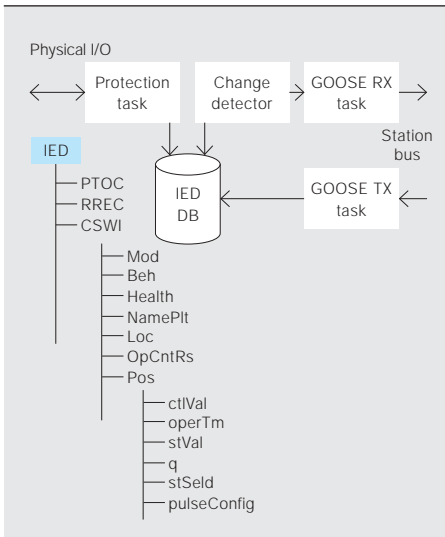 Physical I/O
Protection
task
Change
detector
GOOSE RX
task
Station
bus
IED
IED
DB
GOOSE TX
task
PTOC
RREC
CSWI
Mod
Beh
Health
NamePlt
Loc
OpCntRs
Pos
ctlVal
operTm
stVal
q
stSeld
pulseConfig